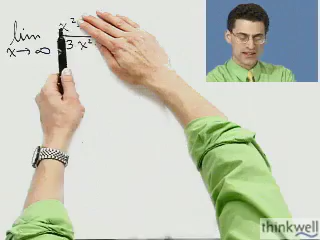 lim x²
x→∞ 3x²
thinkwell